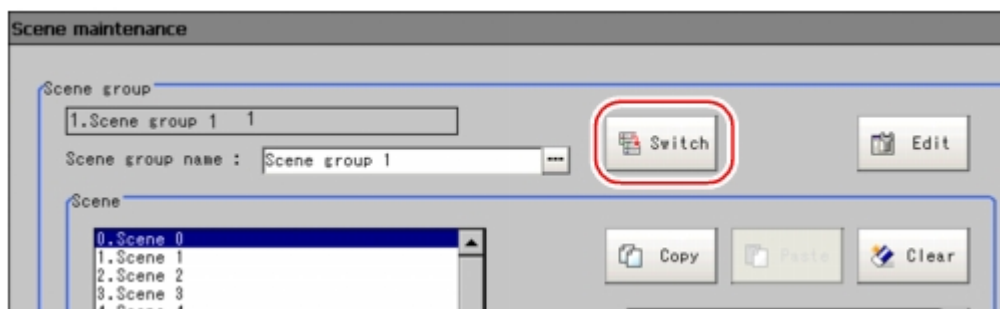 Scene maintenance
Scene group
1.Scene group 1 1
Switch
Edit
Scene group name : Scene group 1 ...
Scene
0.Scene 0
1.Scene 1
2.Scene 2
3.Scene 3
Copy
Paste
Clear